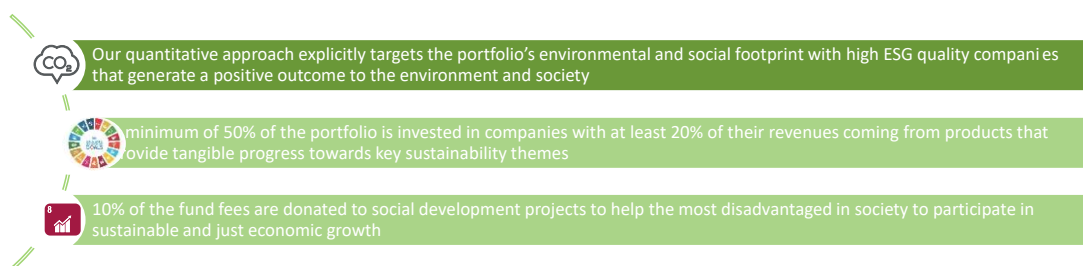 CO2
Our quantitative approach explicitly targets the portfolio's environmental and social footprint with high ESG quality companies
that generate a positive outcome to the environment and society
minimum of 50% of the portfolio is invested in companies with at least 20% of their revenues coming from products that
ovide tangible progress towards key sustainability themes
8
10% of the fund fees are donated to social development projects to help the most disadvantaged in society to participate in
sustainable and just economic growth